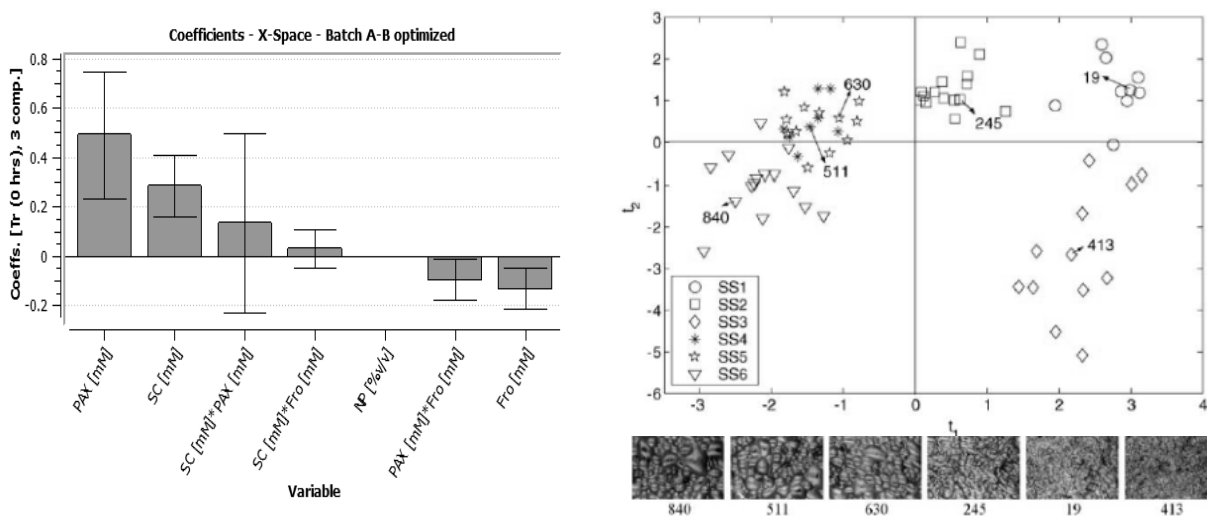 Coefficients - X-Space - Batch A-B optimized
Coeffs. [Tr (0 hrs), 3 comp.]
0.8
0.6
0.4
0.2
0
-0.2
PAX [mM]
SC [mM]
SC [mM]*PAX [mM]
SC [mM]*Fro [mM]
NP [%v/v]
PAX [mM]*Fro [mM]
Fro [mM]
Variable
3
2
1
0
-1
-2
-3
-4
-5
-6
t2
630
19
245
511
840
413
SS1
SS2
SS3
SS4
SS5
SS6
-3 -2 -1 0 1 2 3 4
t1
840 511 630 245 19 413